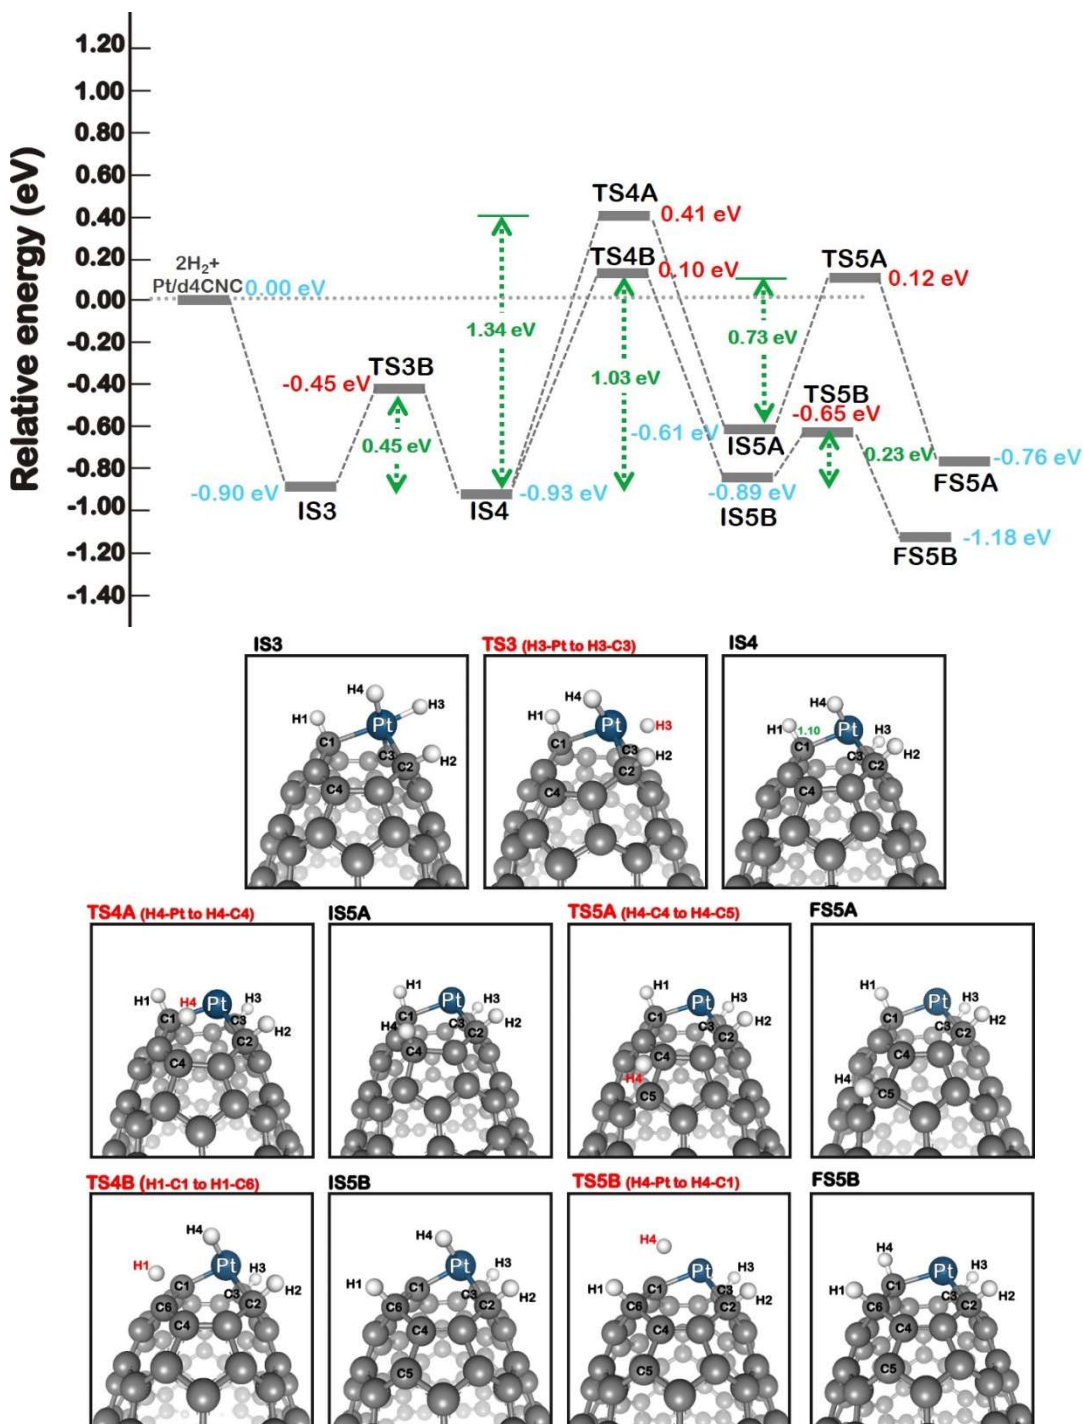 Relative energy (eV)
1.20
1.00
0.80
0.60
0.40
0.20
0.00
-0.20
-0.40
-0.60
-0.80
-1.00
-1.20
-1.40
2H₂+
Pt/d4CNC
0.00 eV
-0.90 eV
IS3
TS3B
-0.45 eV
0.45 eV
IS4
-0.93 eV
1.34 eV
TS4A
0.41 eV
TS4B
0.10 eV
1.03 eV
-0.61 eV
IS5A
-0.89 eV
IS5B
0.73 eV
TS5A
0.12 eV
TS5B
-0.65 eV
0.23 eV
FS5A
-0.76 eV
FS5B
-1.18 eV
IS3
H4
H3
H1
Pt
C1
C3
C2
H2
C4
TS3 (H3-Pt to H3-C3)
H4
H1
Pt
H3
C1
C3
H2
C2
C4
IS4
H4
H1
1.10
Pt
H3
C1
C3
H2
C2
C4
TS4A (H4-Pt to H4-C4)
H1
H4
Pt
H3
C1
C3
H2
C2
C4
IS5A
H1
Pt
H3
C1
C3
H2
H4
C2
C4
TS5A (H4-C4 to H4-C5)
H1
Pt
H3
C1
C3
H2
C2
C4
H4
C5
FS5A
H1
Pt
H3
C1
C3
H2
C2
C4
H4
C5
TS4B (H1-C1 to H1-C6)
H4
H1
Pt
H3
C1
C3
H2
C6
C2
C4
IS5B
H4
Pt
H3
H1
C1
C3
H2
C6
C2
C4
C5
TS5B (H4-Pt to H4-C1)
H4
Pt
H3
H1
C1
C3
H2
C6
C2
C4
C5
FS5B
H4
Pt
H3
H1
C1
C3
H2
C6
C2
C4
C5